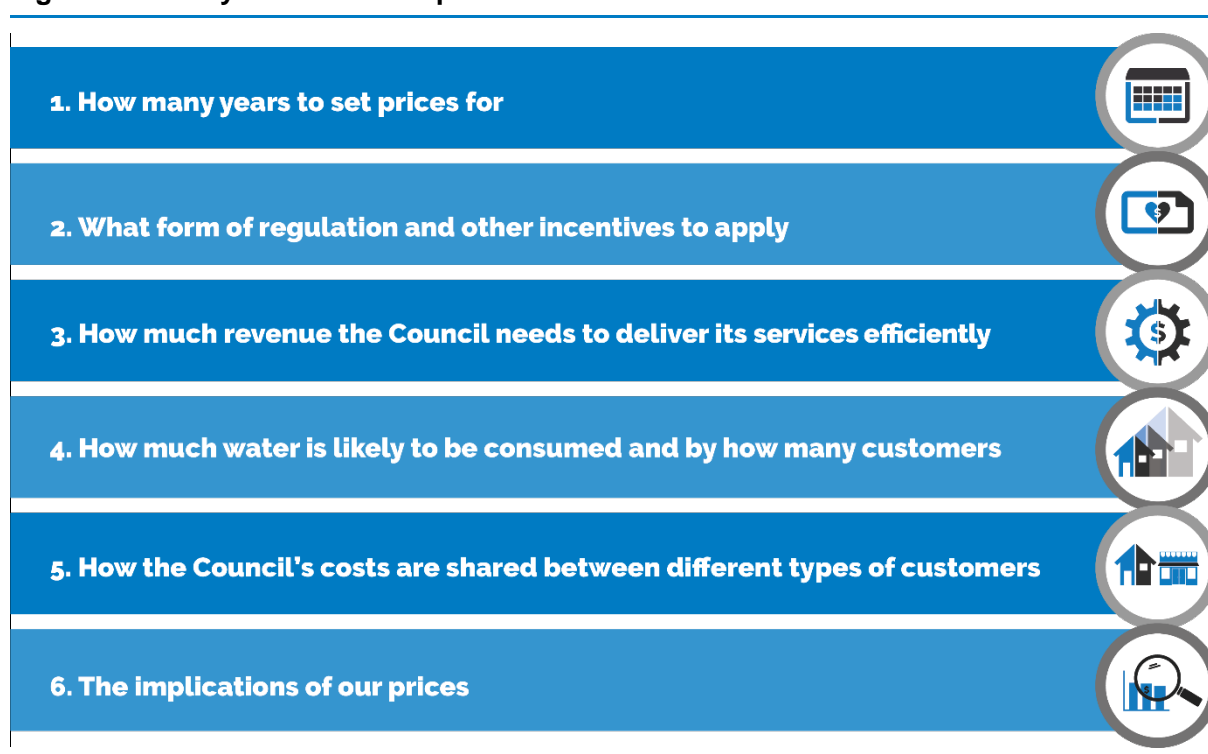 1. How many years to set prices for
2. What form of regulation and other incentives to apply
3. How much revenue the Council needs to deliver its services efficiently
4. How much water is likely to be consumed and by how many customers
5. How the Council’s costs are shared between different types of customers
6. The implications of our prices